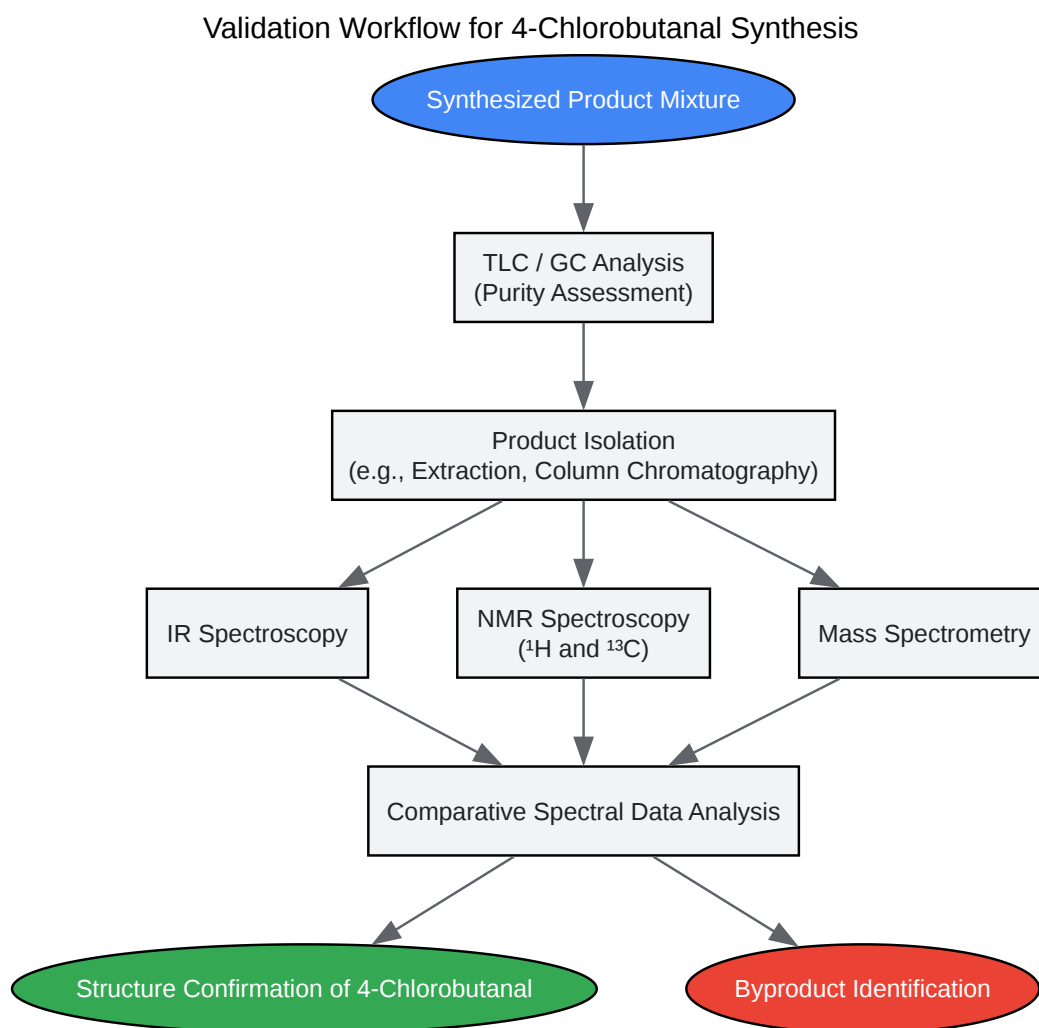 Validation Workflow for 4-Chlorobutanal Synthesis
Synthesized Product Mixture
TLC / GC Analysis
(Purity Assessment)
Product Isolation
(e.g., Extraction, Column Chromatography)
IR Spectroscopy
NMR Spectroscopy
(¹H and ¹³C)
Mass Spectrometry
Comparative Spectral Data Analysis
Structure Confirmation of 4-Chlorobutanal
Byproduct Identification